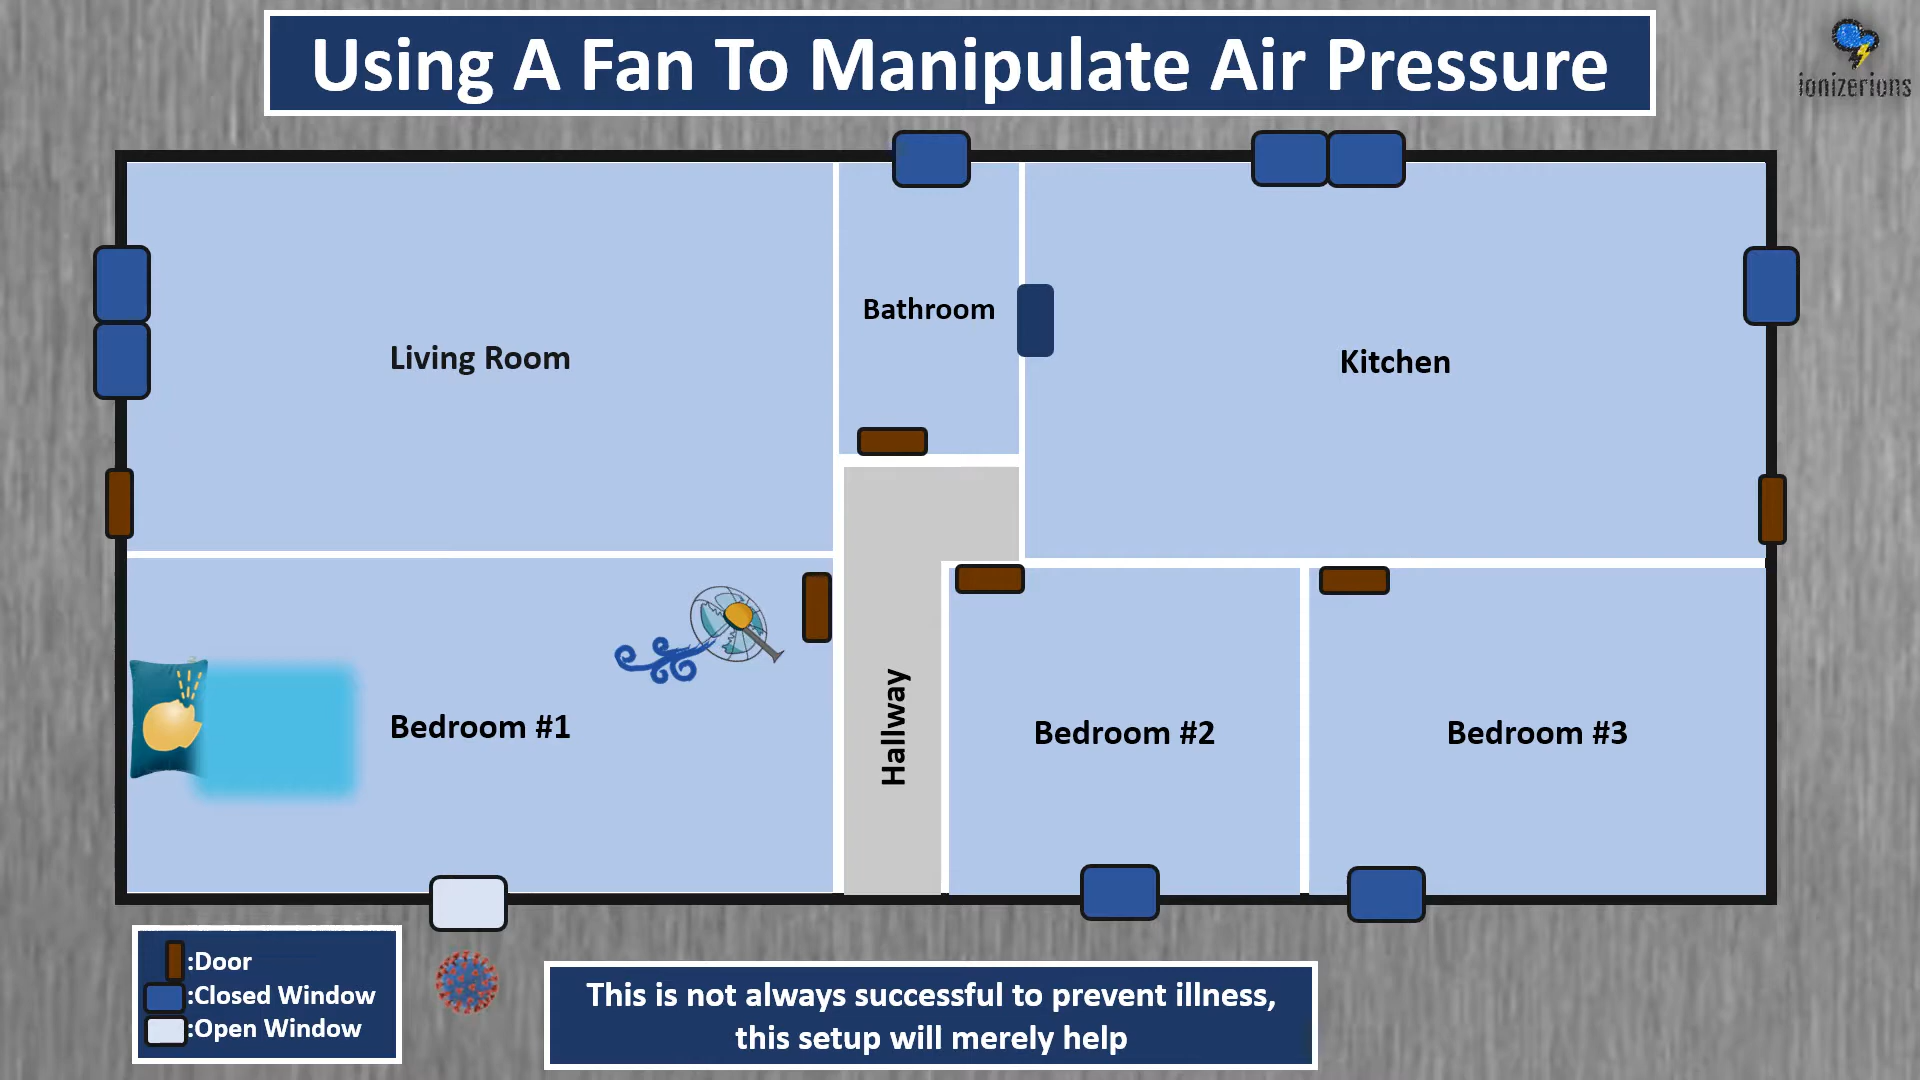 Using A Fan To Manipulate Air Pressure
ionizerions
Bathroom
Living Room
Kitchen
Bedroom #1
Hallway
Bedroom #2
Bedroom #3
:Door
:Closed Window
:Open Window
This is not always successful to prevent illness,
this setup will merely help